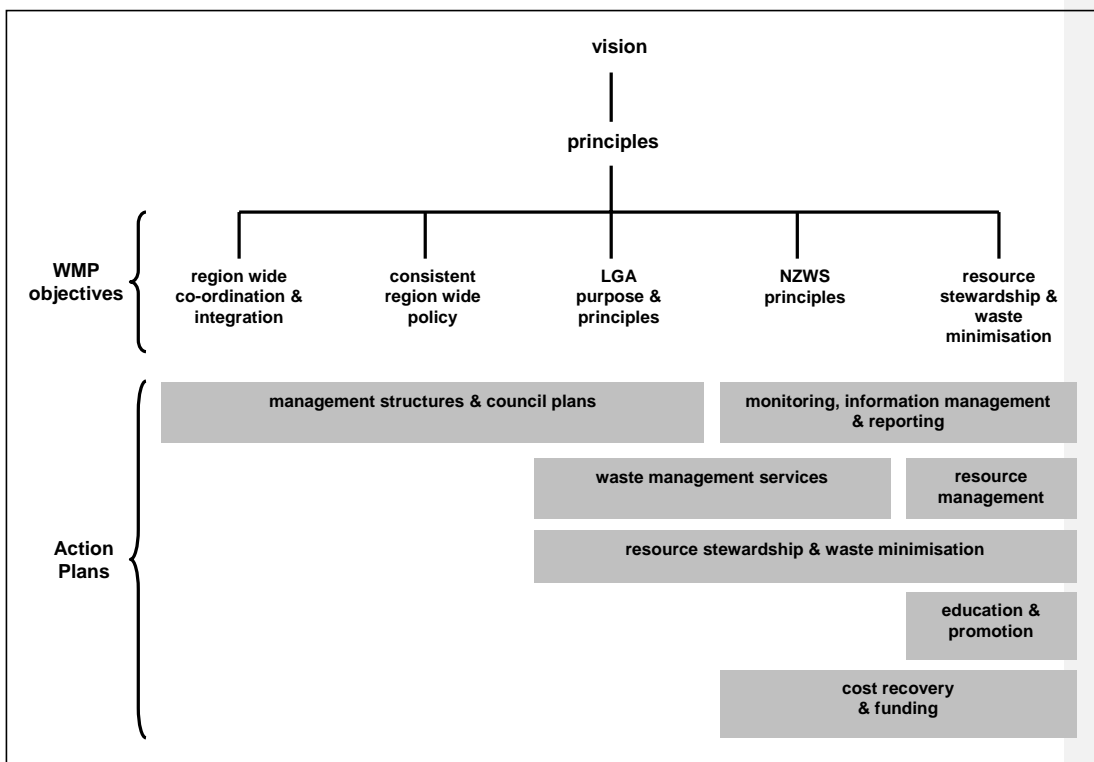 vision
principles
WMP
objectives
region wide
co-ordination &
integration
consistent
region wide
policy
LGA
purpose &
principles
NZWS
principles
resource
stewardship &
waste
minimisation
Action
Plans
management structures & council plans
monitoring, information management
& reporting
waste management services
resource
management
resource stewardship & waste minimisation
education &
promotion
cost recovery
& funding